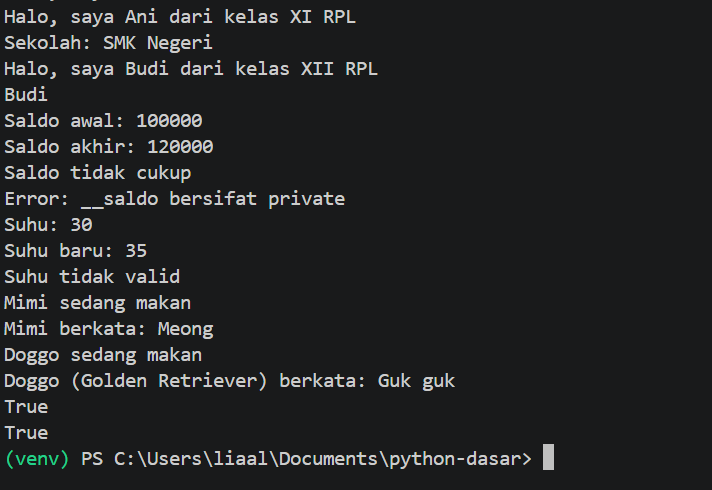 Halo, saya Ani dari kelas XI RPL
Sekolah: SMK Negeri
Halo, saya Budi dari kelas XII RPL
Budi
Saldo awal: 100000
Saldo akhir: 120000
Saldo tidak cukup
Error: __saldo bersifat private
Suhu: 30
Suhu baru: 35
Suhu tidak valid
Mimi sedang makan
Mimi berkata: Meong
Doggo sedang makan
Doggo (Golden Retriever) berkata: Guk guk
True
True
(venv) PS C:\Users\liaal\Documents\python-dasar>